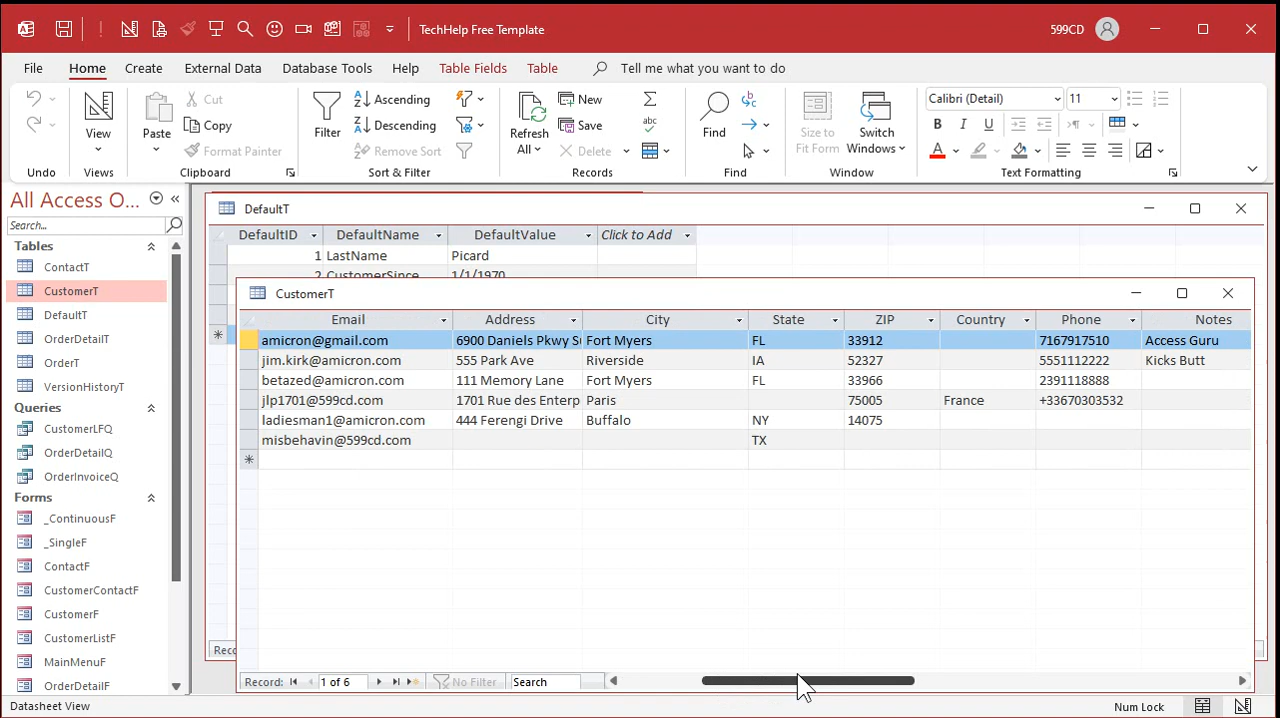 TechHelp Free Template
599CD
File Home Create External Data Database Tools Help Table Fields Table Tell me what you want to do
View
Paste
Cut
Copy
Format Painter
Filter
Ascending
Descending
Remove Sort
Refresh
All
New
Save
Delete
Find
Size to
Fit Form
Switch
Windows
Calibri (Detail) 11
Undo Views Clipboard Sort & Filter Records Find Window Text Formatting
All Access O...
Search...
Tables
ContactT
CustomerT
DefaultT
OrderDetailT
OrderT
VersionHistoryT
Queries
CustomerLFQ
OrderDetailQ
OrderInvoiceQ
Forms
_ContinuousF
_SingleF
ContactF
CustomerContactF
CustomerF
CustomerListF
MainMenuF
OrderDetailF
DefaultT
DefaultID DefaultName DefaultValue Click to Add
1 LastName Picard
2 CustomerSince 1/1/1970
Reco
CustomerT
Email Address City State ZIP Country Phone Notes
amicron@gmail.com 6900 Daniels Pkwy Su Fort Myers FL 33912 7167917510 Access Guru
jim.kirk@amicron.com 555 Park Ave Riverside IA 52327 5551112222 Kicks Butt
betazed@amicron.com 111 Memory Lane Fort Myers FL 33966 2391118888
jlp1701@599cd.com 1701 Rue des Enterp Paris 75005 France +33670303532
ladiesman1@amicron.com 444 Ferengi Drive Buffalo NY 14075
misbehavin@599cd.com TX
Record: 1 of 6 No Filter Search
Datasheet View Num Lock